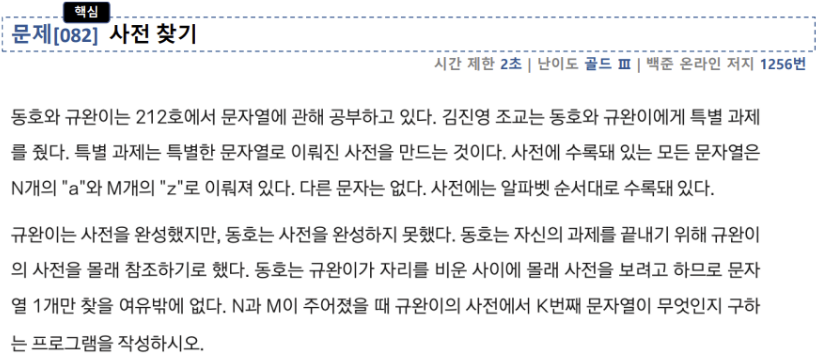 핵심
문제[082] 사전 찾기
시간 제한 2초 | 난이도 골드 Ⅲ | 백준 온라인 저지 1256번
동호와 규완이는 212호에서 문자열에 관해 공부하고 있다. 김진영 조교는 동호와 규완이에게 특별 과제
를 줬다. 특별 과제는 특별한 문자열로 이뤄진 사전을 만드는 것이다. 사전에 수록돼 있는 모든 문자열은
N개의 "a"와 M개의 "z"로 이뤄져 있다. 다른 문자는 없다. 사전에는 알파벳 순서대로 수록돼 있다.
규완이는 사전을 완성했지만, 동호는 사전을 완성하지 못했다. 동호는 자신의 과제를 끝내기 위해 규완이
의 사전을 몰래 참조하기로 했다. 동호는 규완이가 자리를 비운 사이에 몰래 사전을 보려고 하므로 문자
열 1개만 찾을 여유밖에 없다. N과 M이 주어졌을 때 규완이의 사전에서 K번째 문자열이 무엇인지 구하
는 프로그램을 작성하시오.